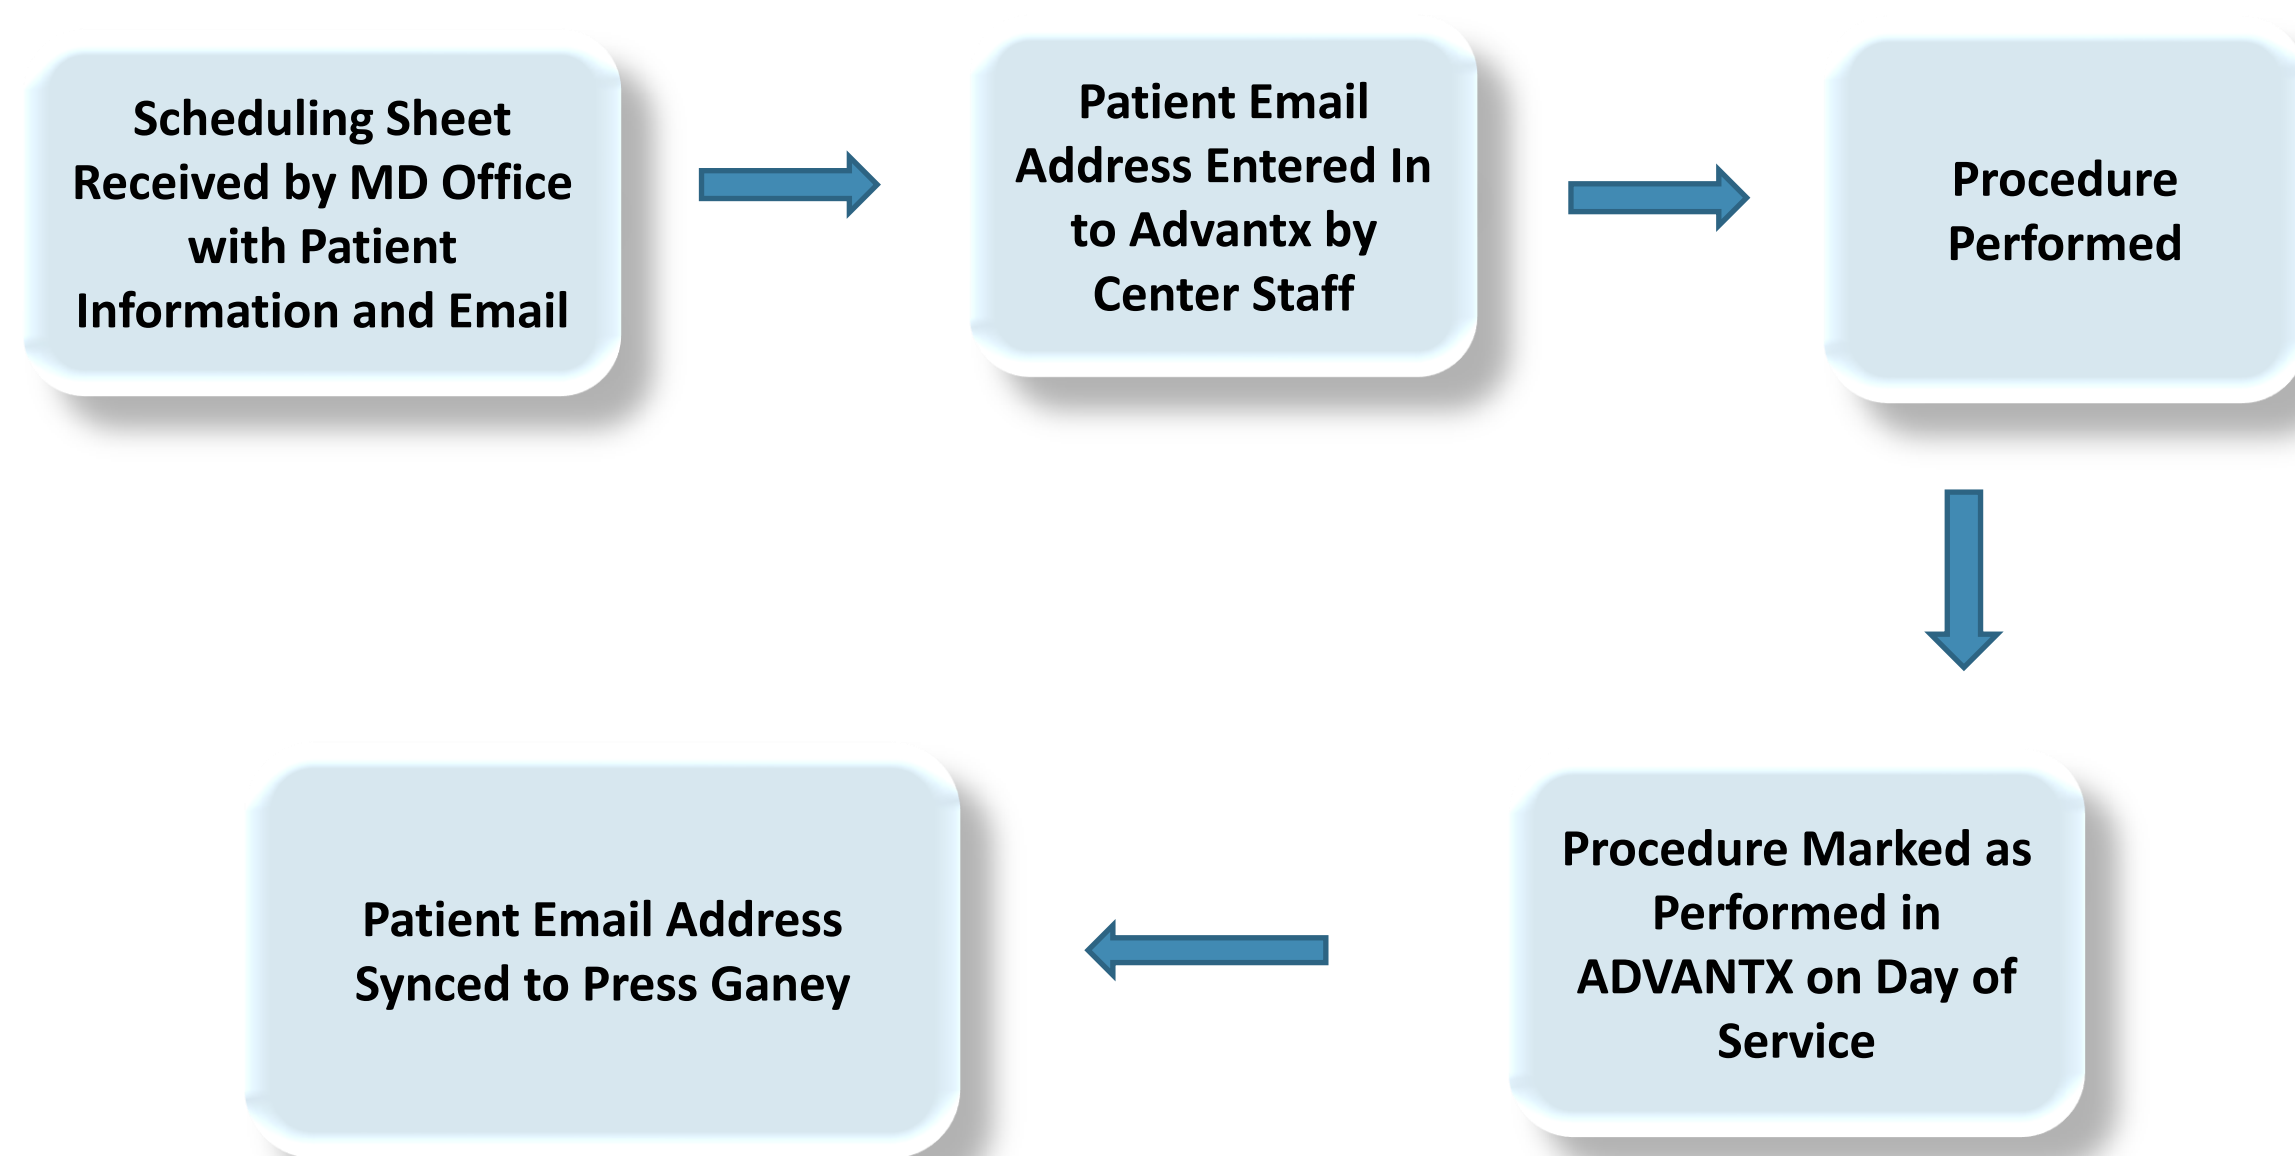 Scheduling Sheet
Received by MD Office
with Patient
Information and Email
Patient Email
Address Entered In
to Advantx by
Center Staff
Procedure
Performed
Procedure Marked as
Performed in
ADVANTX on Day of
Service
Patient Email Address
Synced to Press Ganey